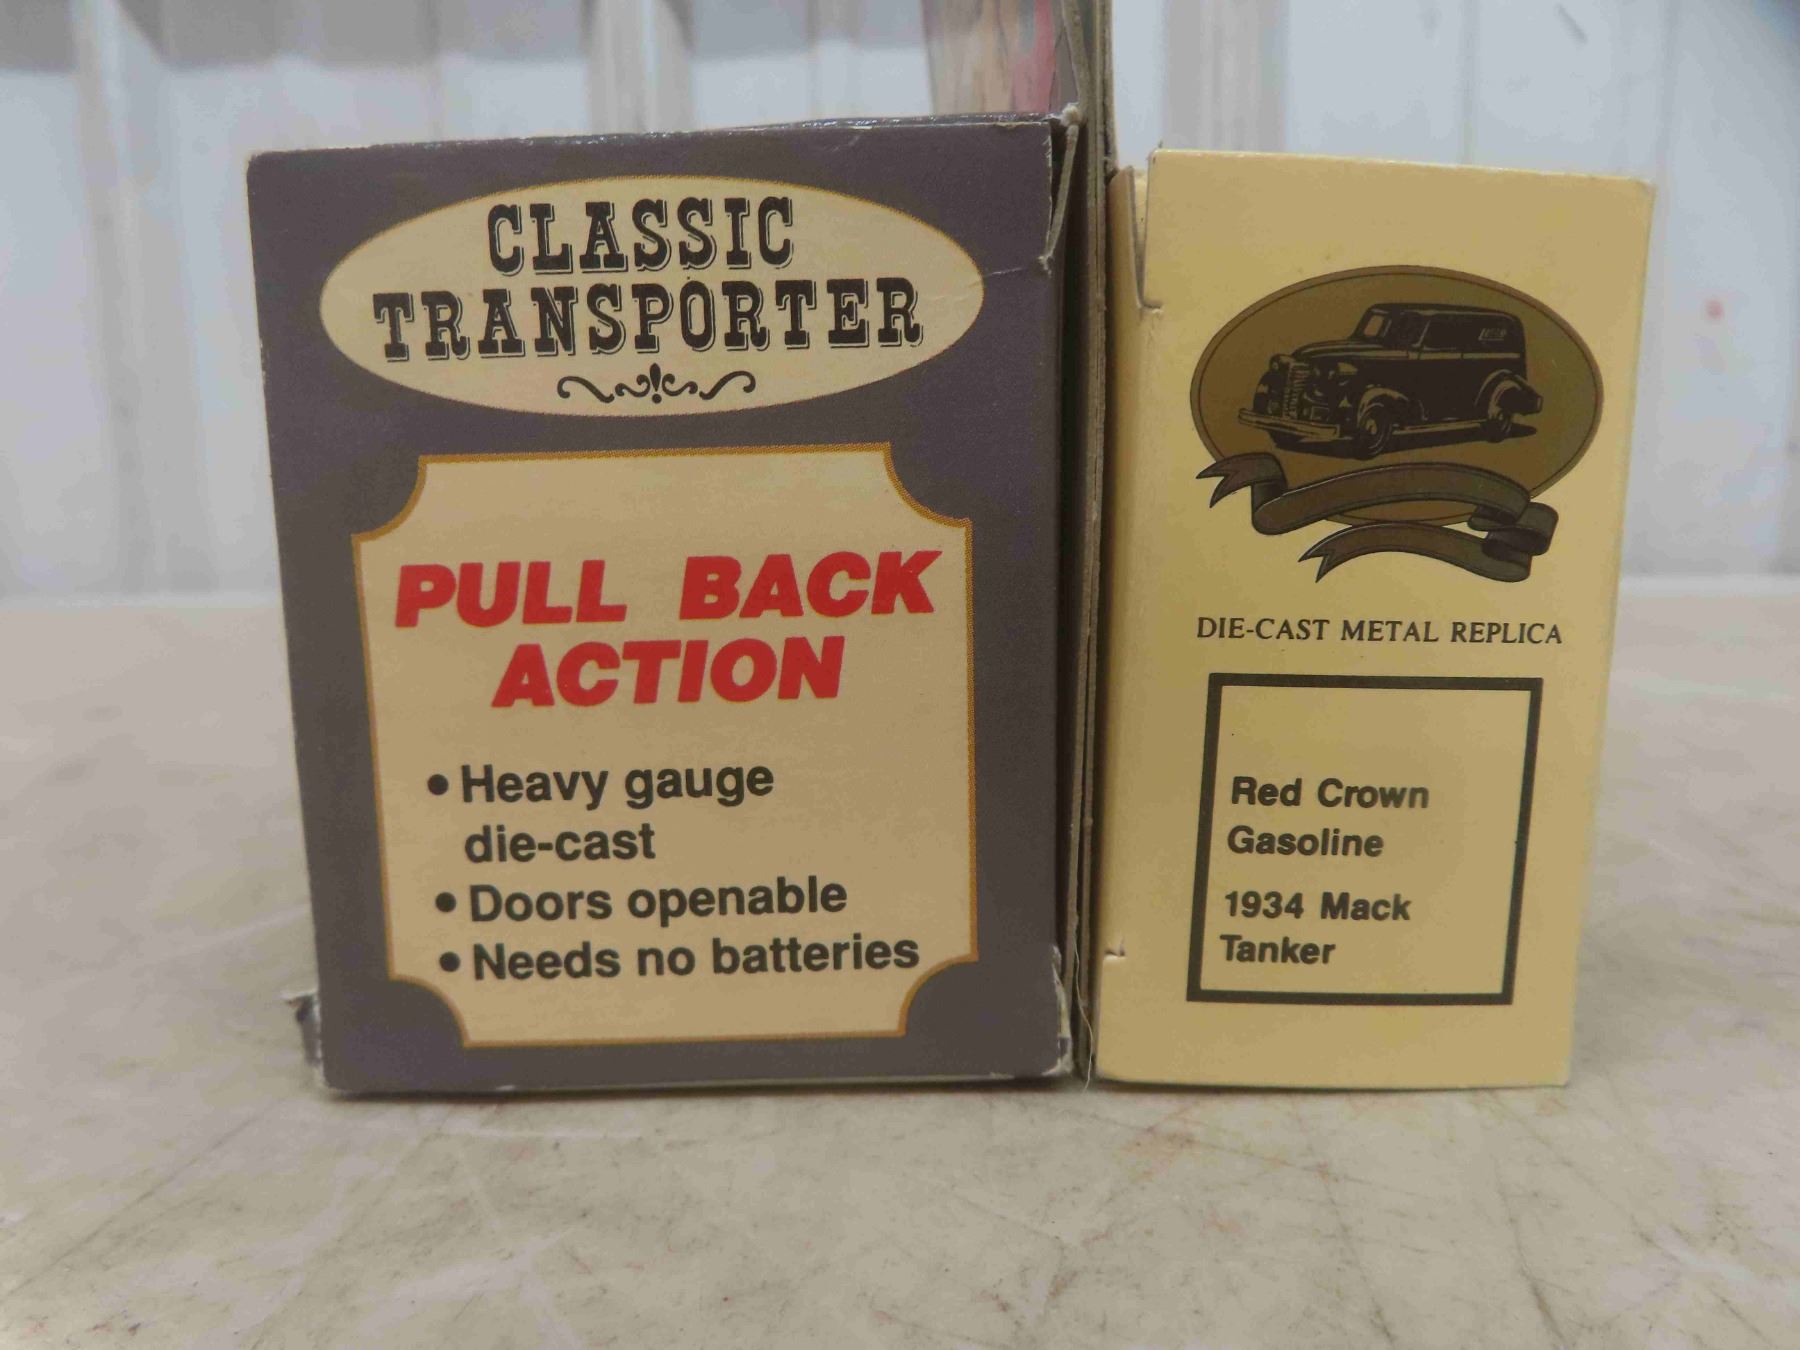 CLASSIC
TRANSPORTER
PULL BACK
ACTION
• Heavy gauge
die-cast
• Doors openable
• Needs no batteries
DIE-CAST METAL REPLICA
Red Crown
Gasoline
1934 Mack
Tanker